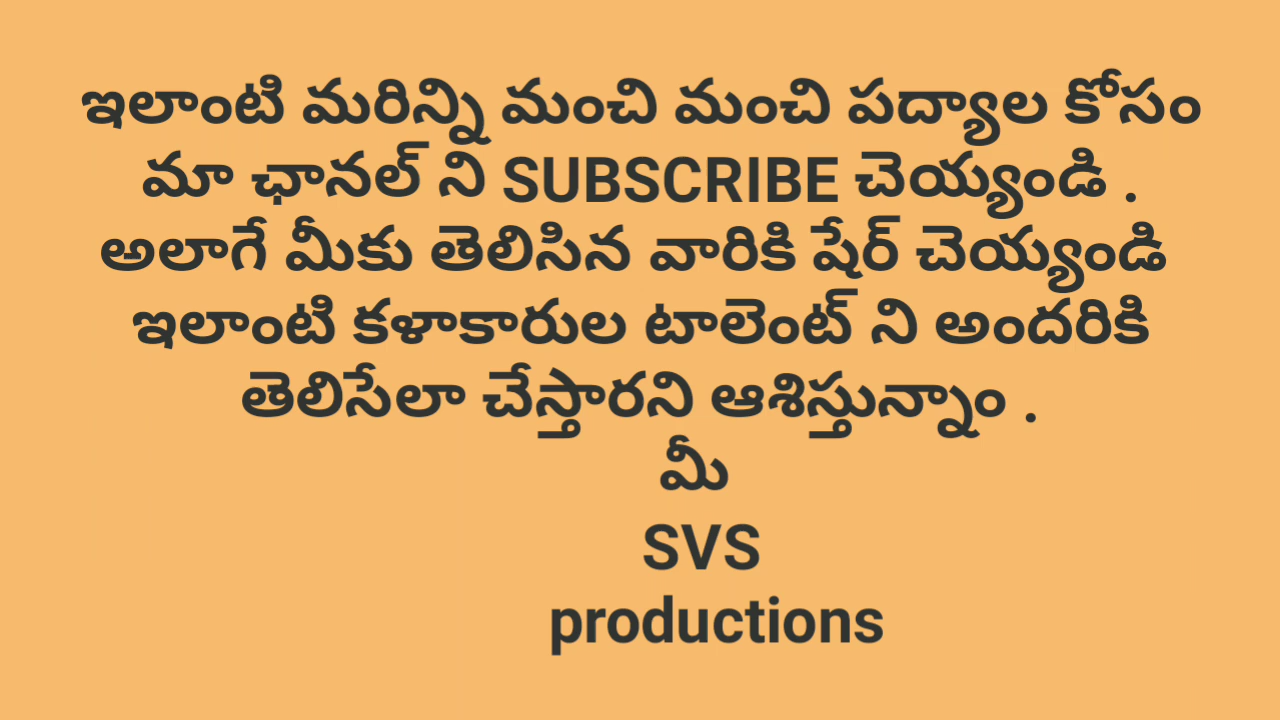 ఇలాంటి మరిన్ని మంచి మంచి పద్యాల కోసం
మా ఛానల్ ని SUBSCRIBE చెయ్యండి .
అలాగే మీకు తెలిసిన వారికి షేర్ చెయ్యండి
ఇలాంటి కళాకారుల టాలెంట్ ని అందరికి
తెలిసేలా చేస్తారని ఆశిస్తున్నాం .
మీ
SVS
productions